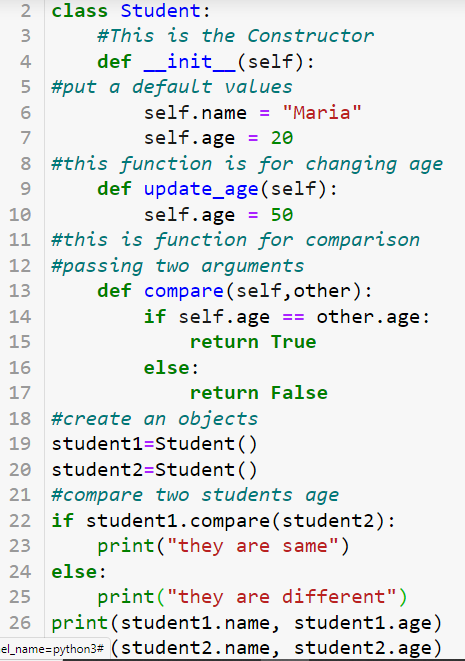 2 class Student:
3     #This is the Constructor
4     def __init__(self):
5 #put a default values
6         self.name = "Maria"
7         self.age = 20
8 #this function is for changing age
9     def update_age(self):
10         self.age = 50
11 #this is function for comparison
12 #passing two arguments
13     def compare(self,other):
14         if self.age == other.age:
15             return True
16         else:
17             return False
18 #create an objects
19 student1=Student()
20 student2=Student()
21 #compare two students age
22 if student1.compare(student2):
23     print("they are same")
24 else:
25     print("they are different")
26 print(student1.name, student1.age)
el_name=python3# (student2.name, student2.age)